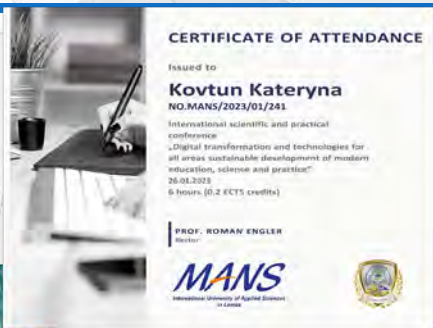 CERTIFICATE OF ATTENDANCE
Issued to
Kovtun Kateryna
NO.MANS/2023/01/241
International scientific and practical
conference
„Digital transformation and technologies for
all areas sustainable development of modern
education, science and practice"
26.01.2023
6 hours (0.2 ECTS credits)
PROF. ROMAN ENGLER
Rector
MANS
International University of Applied Sciences
in Lomza